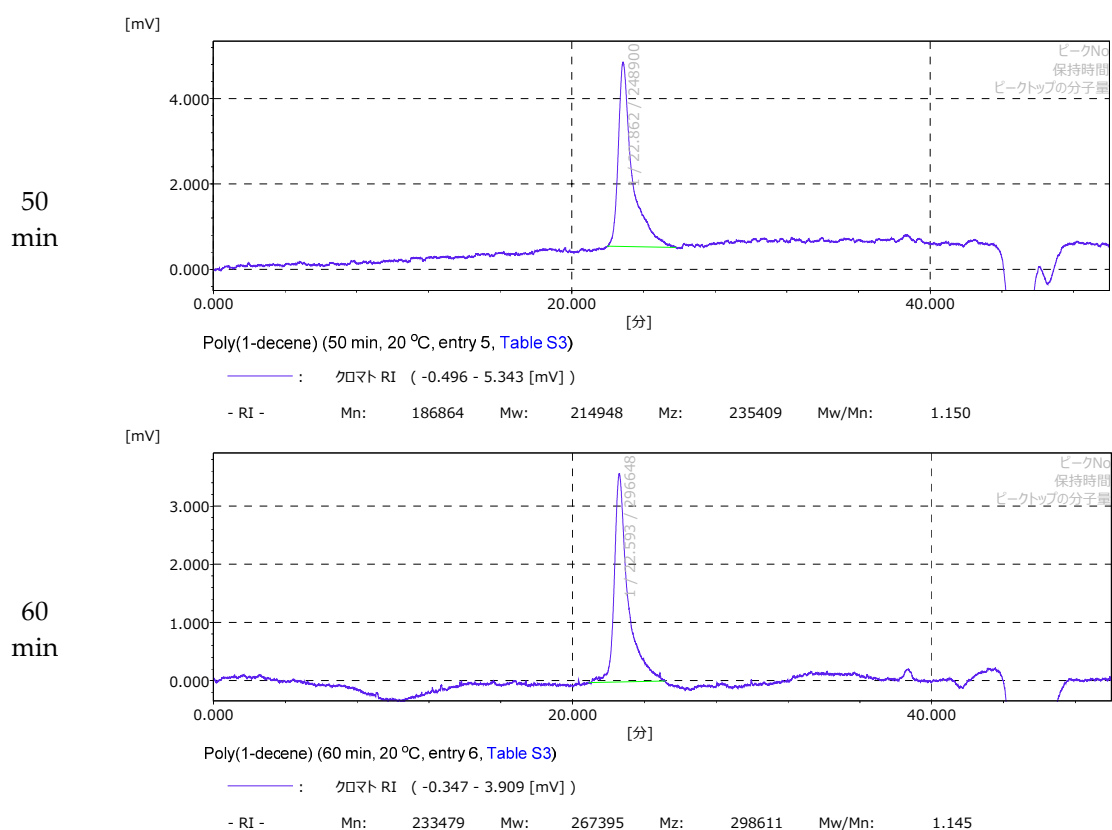 [mV]
ピークNo
保持時間
ピークトップの分子量
1 / 22.862 / 248900
4.000
2.000
0.000
50
min
0.000 20.000 40.000
[分]
Poly(1-decene) (50 min, 20 °C, entry 5, Table S3)
: クロマト RI ( -0.496 - 5.343 [mV] )
- RI - Mn: 186864 Mw: 214948 Mz: 235409 Mw/Mn: 1.150
[mV]
ピークNo
保持時間
ピークトップの分子量
1 / 22.593 / 296648
3.000
2.000
1.000
0.000
60
min
0.000 20.000 40.000
[分]
Poly(1-decene) (60 min, 20 °C, entry 6, Table S3)
: クロマト RI ( -0.347 - 3.909 [mV] )
- RI - Mn: 233479 Mw: 267395 Mz: 298611 Mw/Mn: 1.145